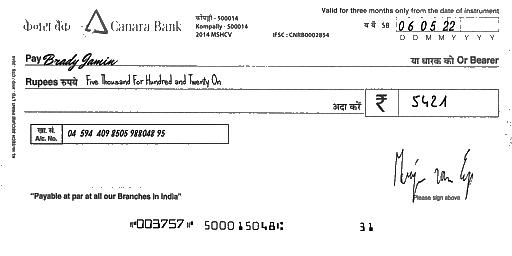 केनरा बैंक Canara Bank
कोंपल्ली - 500014
Kompally - 500014
2014 MSHCV
IFSC : CNRB0002854
Valid for three months only from the date of instrument
SB 06 05 22
D D M M Y Y Y Y
Pay Brady Jamin या धारक को Or Bearer
Rupees रुपये Five Thousand For Hundred and Twenty On
अदा करें ₹ 5421
खा. सं.
A/c. No. 04 594 409 8505 988048 95
Please sign above
"Payable at par at all our Branches in India"
⑈003757⑈ 500015048⑆ 31